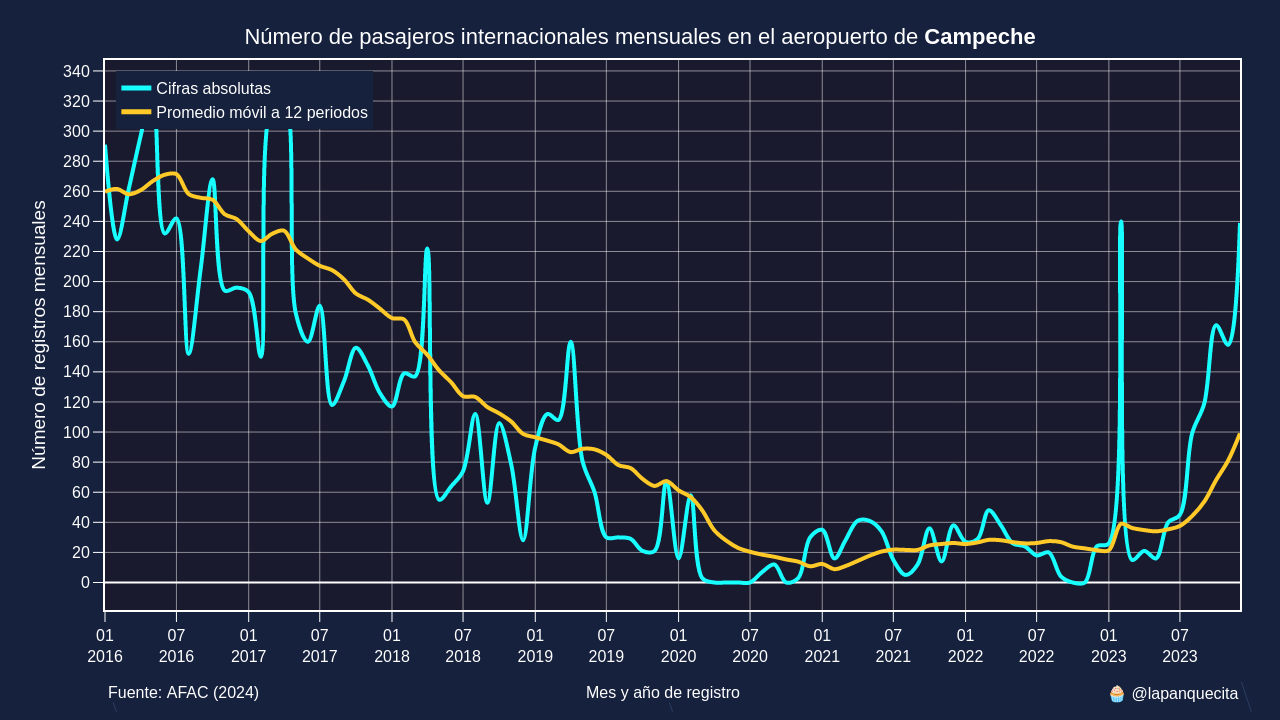 Número de pasajeros internacionales mensuales en el aeropuerto de Campeche
Cifras absolutas
Promedio móvil a 12 periodos
Número de registros mensuales
340
320
300
280
260
240
220
200
180
160
140
120
100
80
60
40
20
0
01 07 01 07 01 07 01 07 01 07 01 07 01 07 01 07
2016 2016 2017 2017 2018 2018 2019 2019 2020 2020 2021 2021 2022 2022 2023 2023
Fuente: AFAC (2024) Mes y año de registro 🧁 @lapanquecita